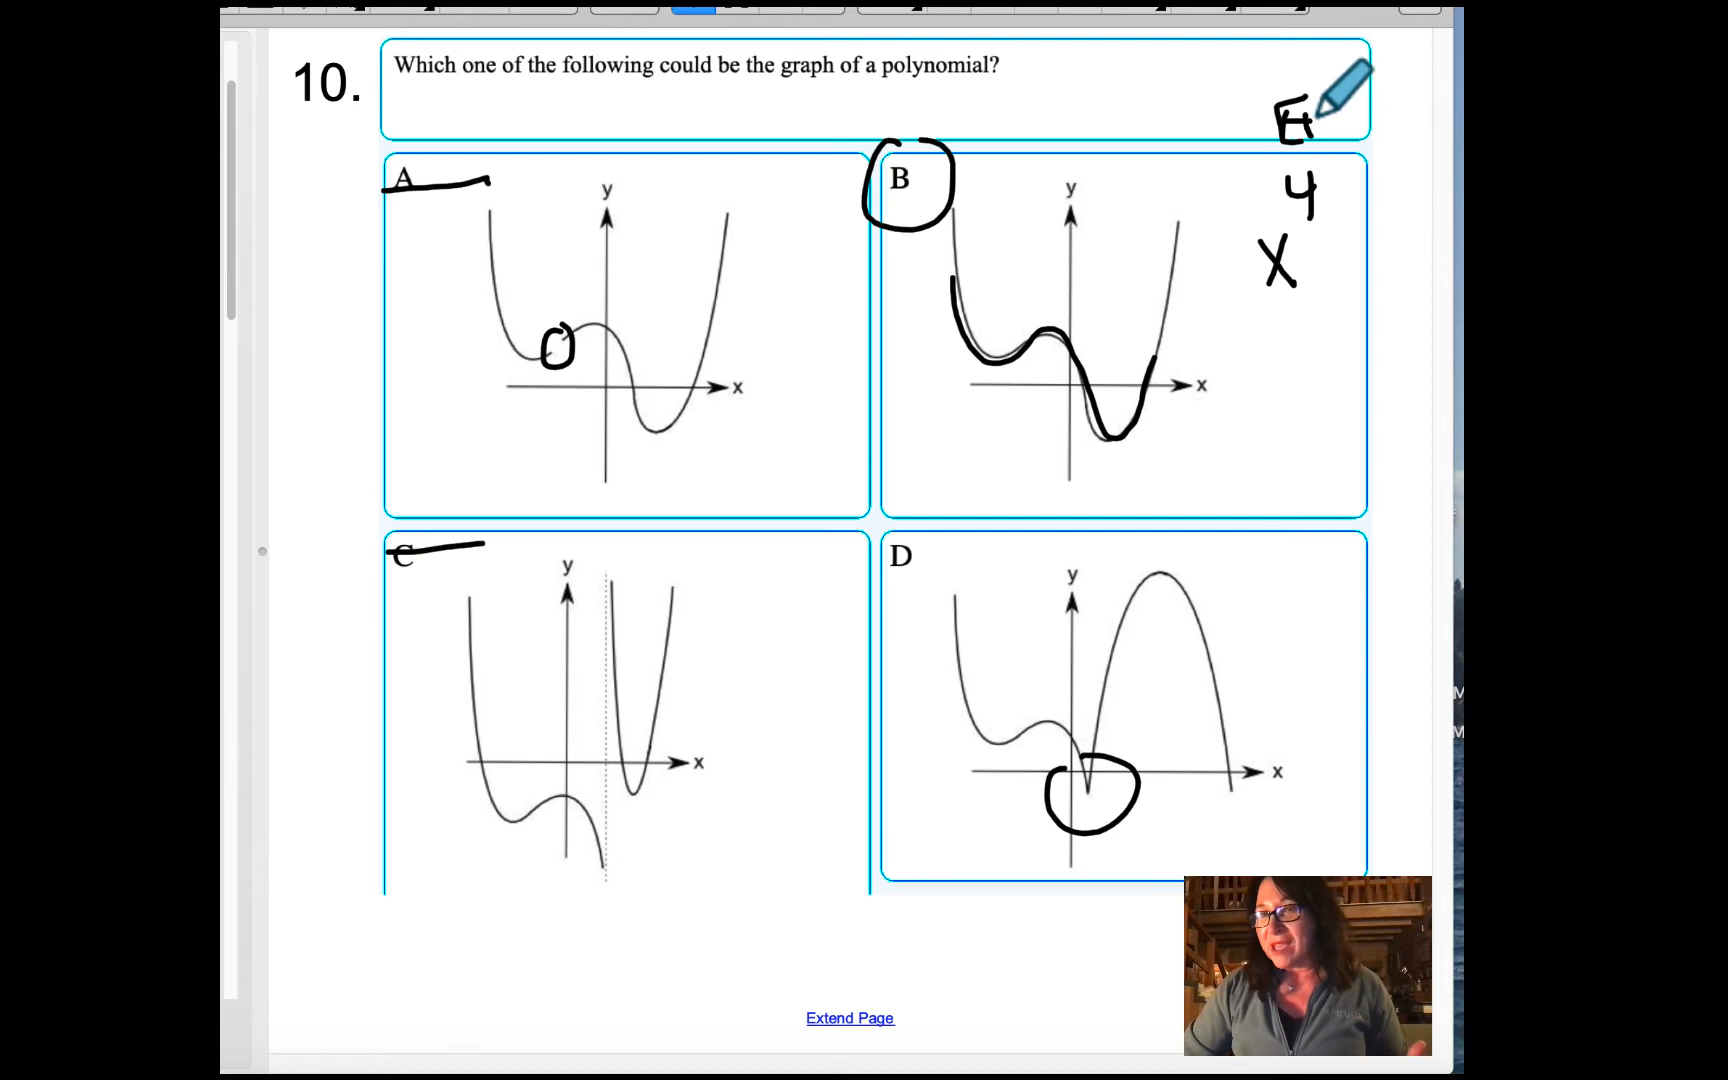 10.
Which one of the following could be the graph of a polynomial?
E+
4
X
A
y
x
B
y
x
C
y
x
D
y
x
M
M
Extend Page